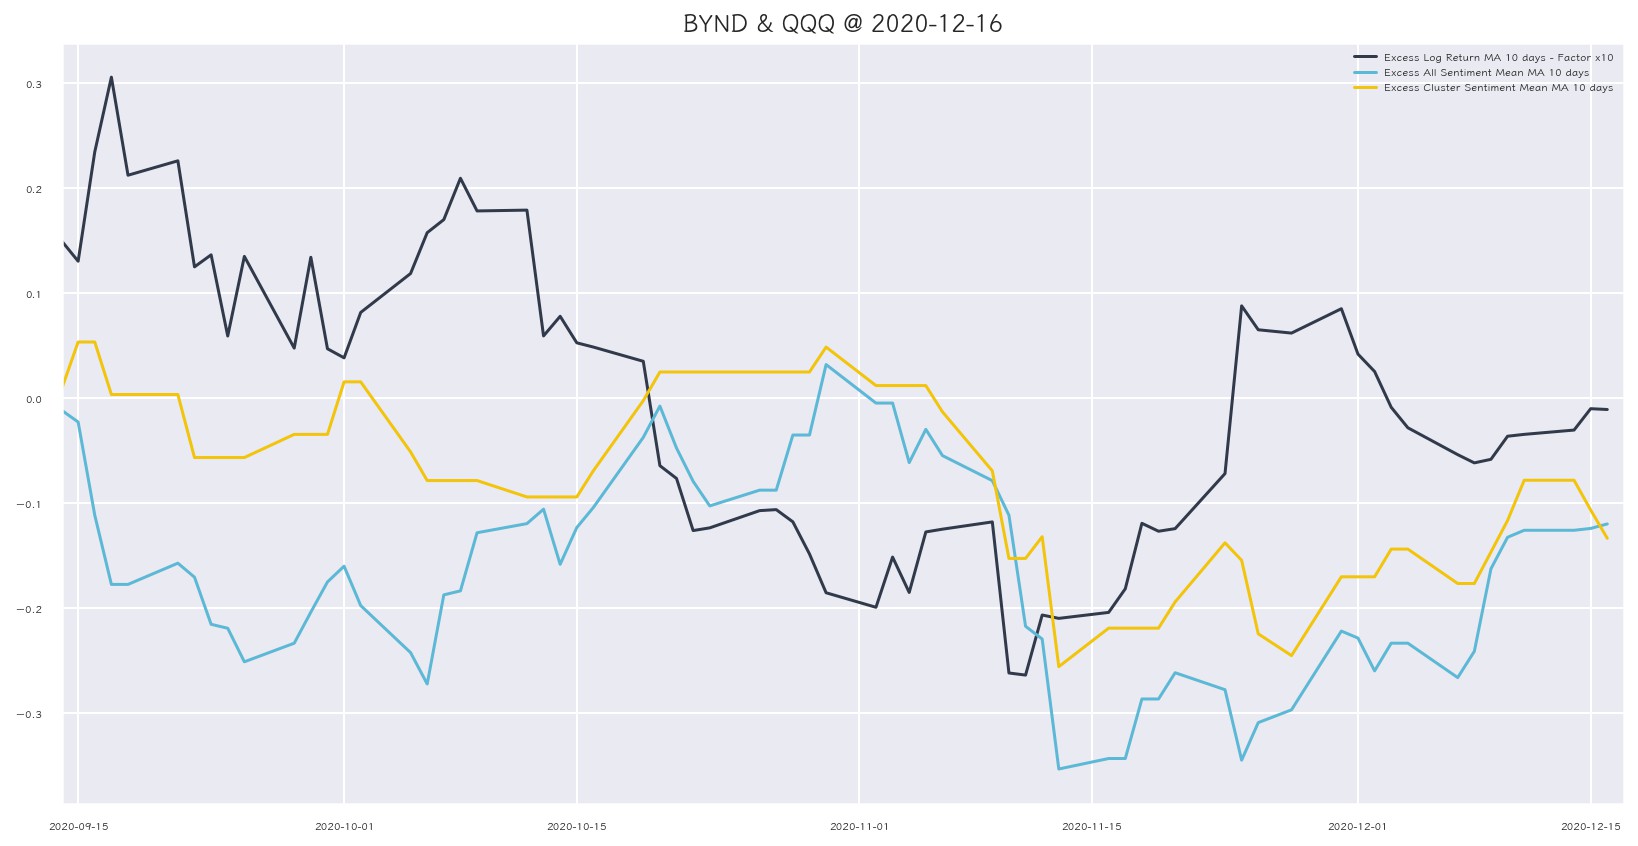 BYND & QQQ @ 2020-12-16
Excess Log Return MA 10 days - Factor x10
Excess All Sentiment Mean MA 10 days
Excess Cluster Sentiment Mean MA 10 days
0.3
0.2
0.1
0.0
−0.1
−0.2
−0.3
2020-09-15 2020-10-01 2020-10-15 2020-11-01 2020-11-15 2020-12-01 2020-12-15